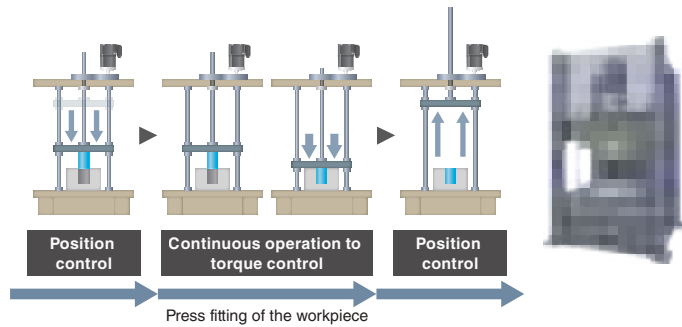 Position
control
Continuous operation to
torque control
Position
control
Press fitting of the workpiece